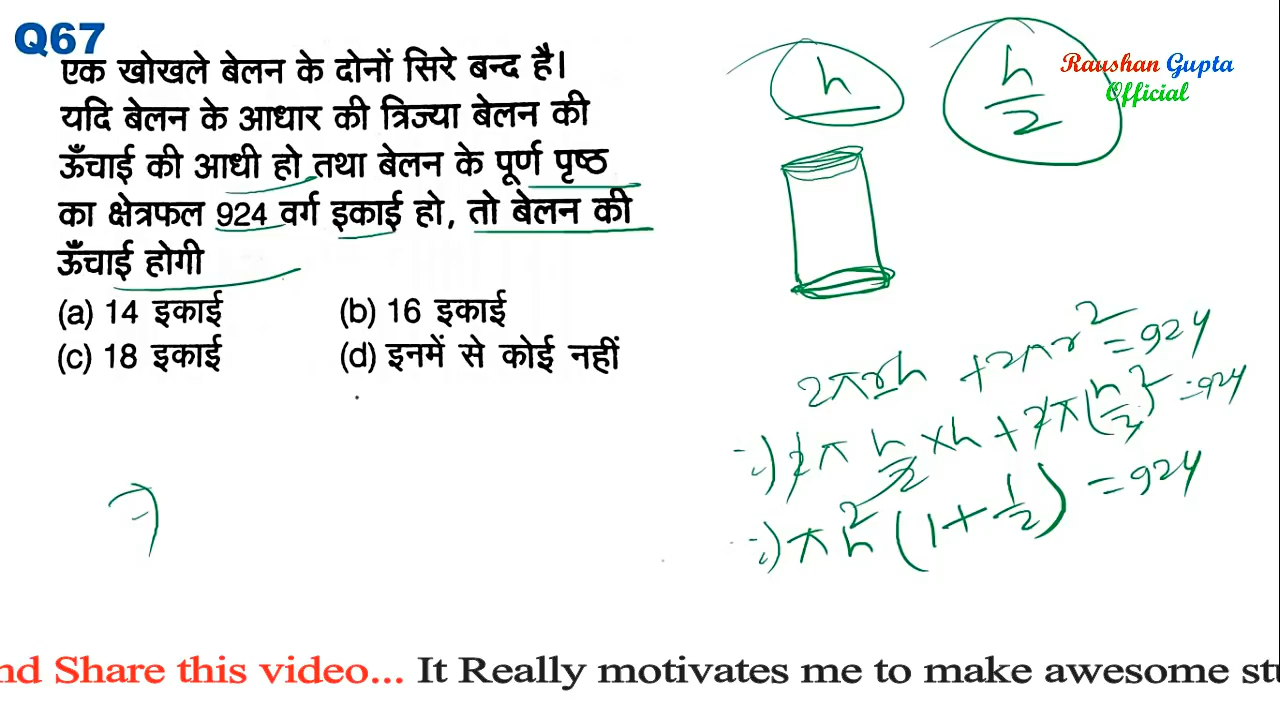 Q67
एक खोखले बेलन के दोनों सिरे बन्द है।
यदि बेलन के आधार की त्रिज्या बेलन की
ऊँचाई की आधी हो तथा बेलन के पूर्ण पृष्ठ
का क्षेत्रफल 924 वर्ग इकाई हो, तो बेलन की
ऊँचाई होगी
(a) 14 इकाई (b) 16 इकाई
(c) 18 इकाई (d) इनमें से कोई नहीं
h
h/2
Raushan Gupta
Official
2πrh + 2πr² = 924
=) 2π h/2 × h + 2π(h/2)² = 924
=) πh² (1 + 1/2) = 924
nd Share this video... It Really motivates me to make awesome stu